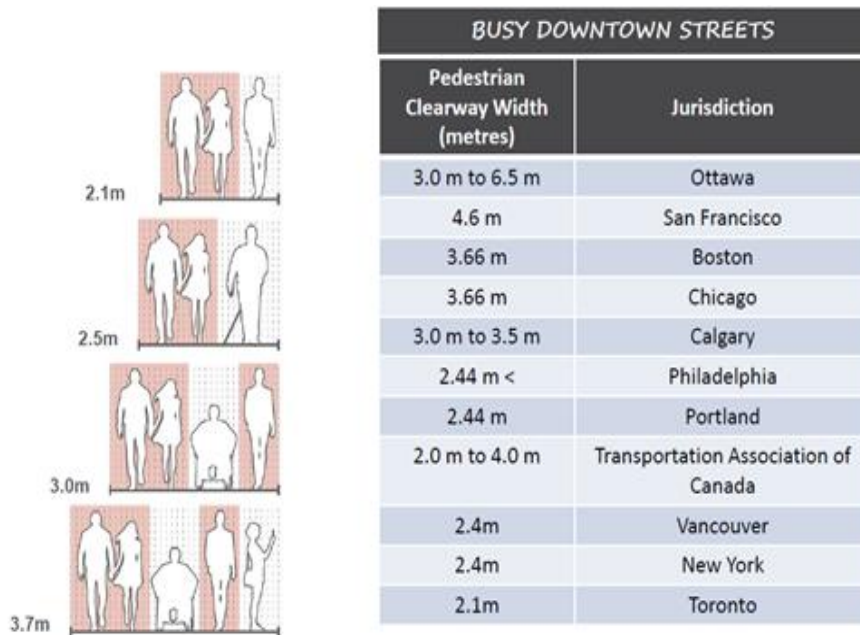 2.1m
2.5m
3.0m
3.7m
BUSY DOWNTOWN STREETS
Pedestrian
Clearway Width
(metres)
Jurisdiction
3.0 m to 6.5 m Ottawa
4.6 m San Francisco
3.66 m Boston
3.66 m Chicago
3.0 m to 3.5 m Calgary
2.44 m < Philadelphia
2.44 m Portland
2.0 m to 4.0 m Transportation Association of
Canada
2.4m Vancouver
2.4m New York
2.1m Toronto